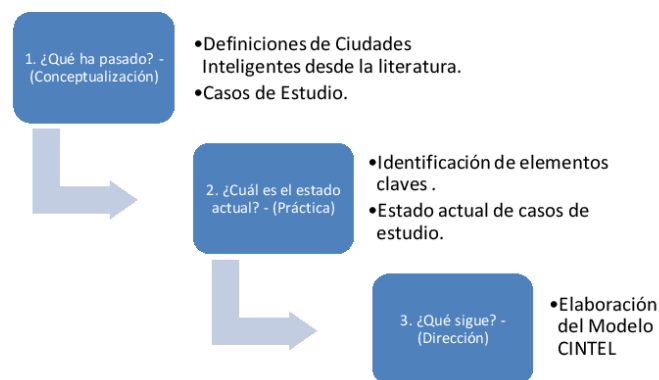 1. ¿Qué ha pasado? -
(Conceptualización)
•Definiciones de Ciudades
Inteligentes desde la literatura.
•Casos de Estudio.
2. ¿Cuál es el estado
actual? - (Práctica)
•Identificación de elementos
claves .
•Estado actual de casos de
estudio.
3. ¿Qué sigue? -
(Dirección)
•Elaboración
del Modelo
CINTEL